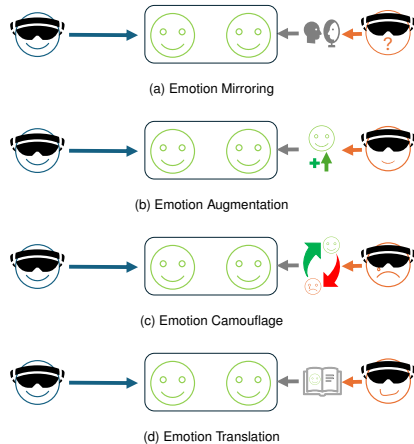 ?
(a) Emotion Mirroring
(b) Emotion Augmentation
(c) Emotion Camouflage
(d) Emotion Translation